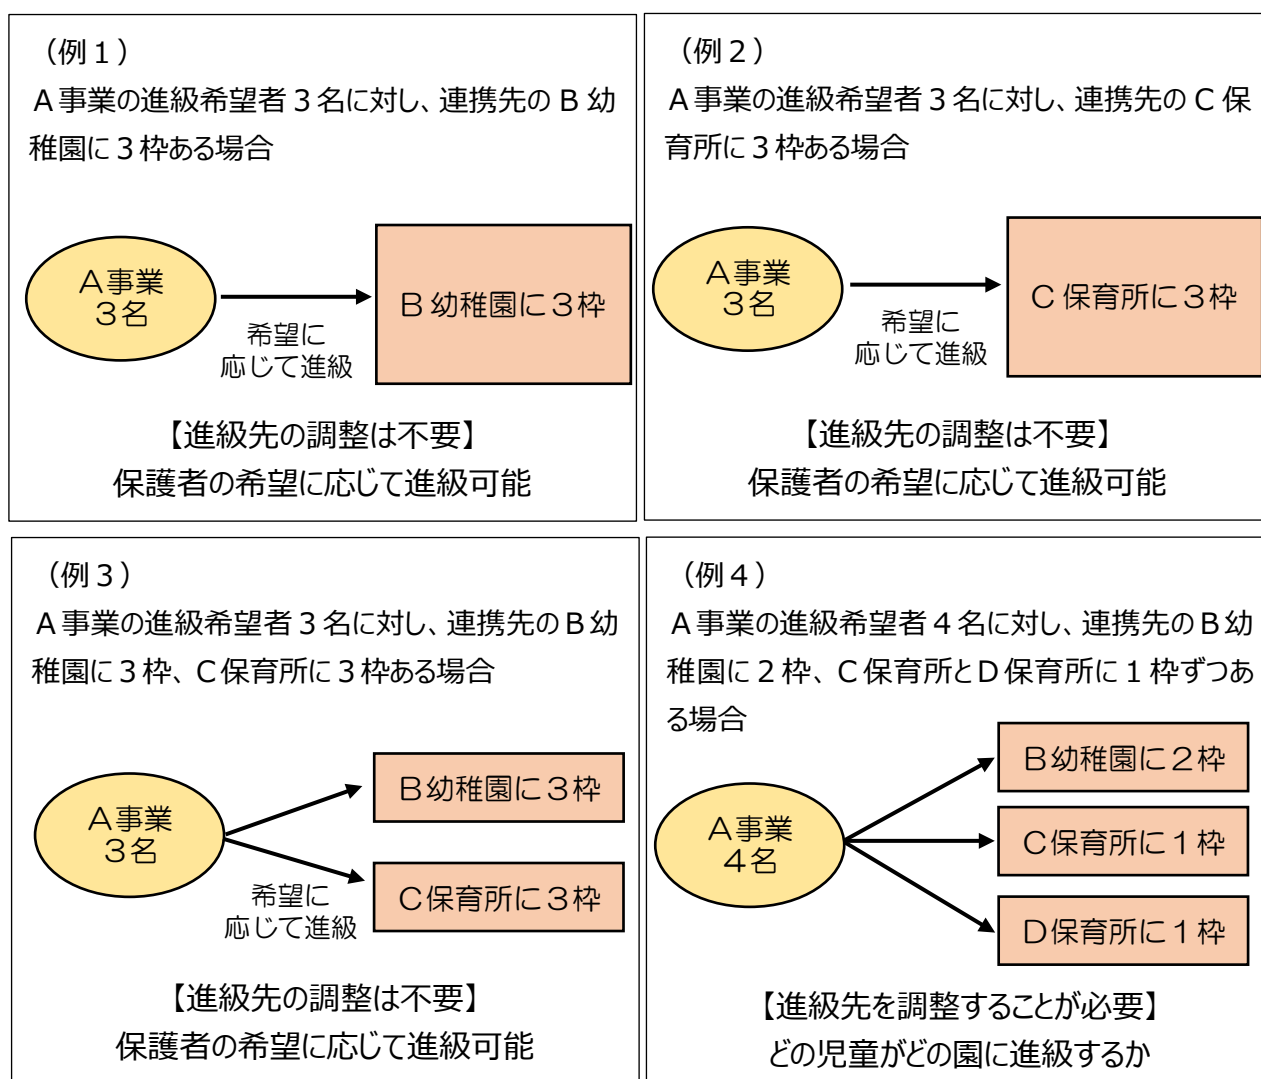 （例１）
Ａ事業の進級希望者３名に対し、連携先のＢ幼
稚園に３枠ある場合
Ａ事業
３名
希望に
応じて進級
Ｂ幼稚園に３枠
【進級先の調整は不要】
保護者の希望に応じて進級可能
（例２）
Ａ事業の進級希望者３名に対し、連携先のＣ保
育所に３枠ある場合
Ａ事業
３名
希望に
応じて進級
Ｃ保育所に３枠
【進級先の調整は不要】
保護者の希望に応じて進級可能
（例３）
Ａ事業の進級希望者３名に対し、連携先のＢ幼
稚園に３枠、Ｃ保育所に３枠ある場合
Ａ事業
３名
Ｂ幼稚園に３枠
Ｃ保育所に３枠
希望に
応じて進級
【進級先の調整は不要】
保護者の希望に応じて進級可能
（例４）
Ａ事業の進級希望者４名に対し、連携先のＢ幼
稚園に２枠、Ｃ保育所とＤ保育所に１枠ずつあ
る場合
Ａ事業
４名
Ｂ幼稚園に２枠
Ｃ保育所に１枠
Ｄ保育所に１枠
【進級先を調整することが必要】
どの児童がどの園に進級するか